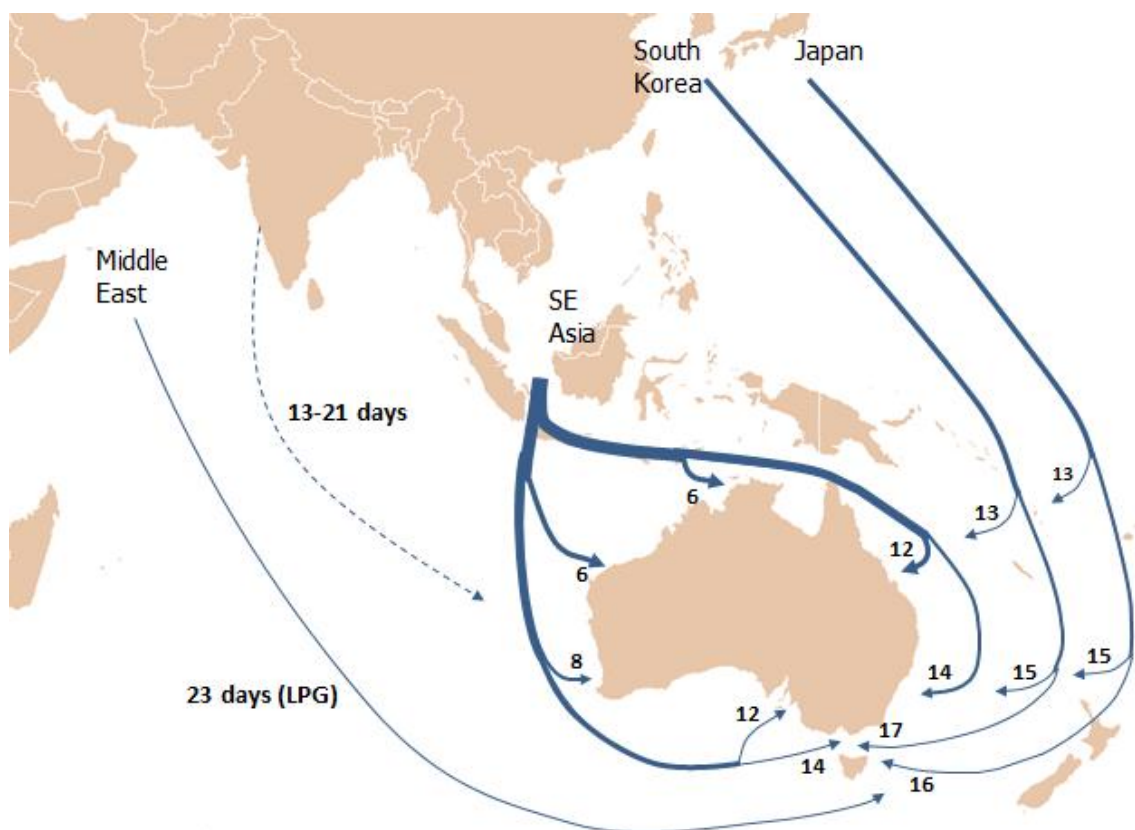 South
Korea
Japan
Middle
East
SE
Asia
13-21 days
13
6
13
12
6
8
15
15
14
23 days (LPG)
12
17
14
16